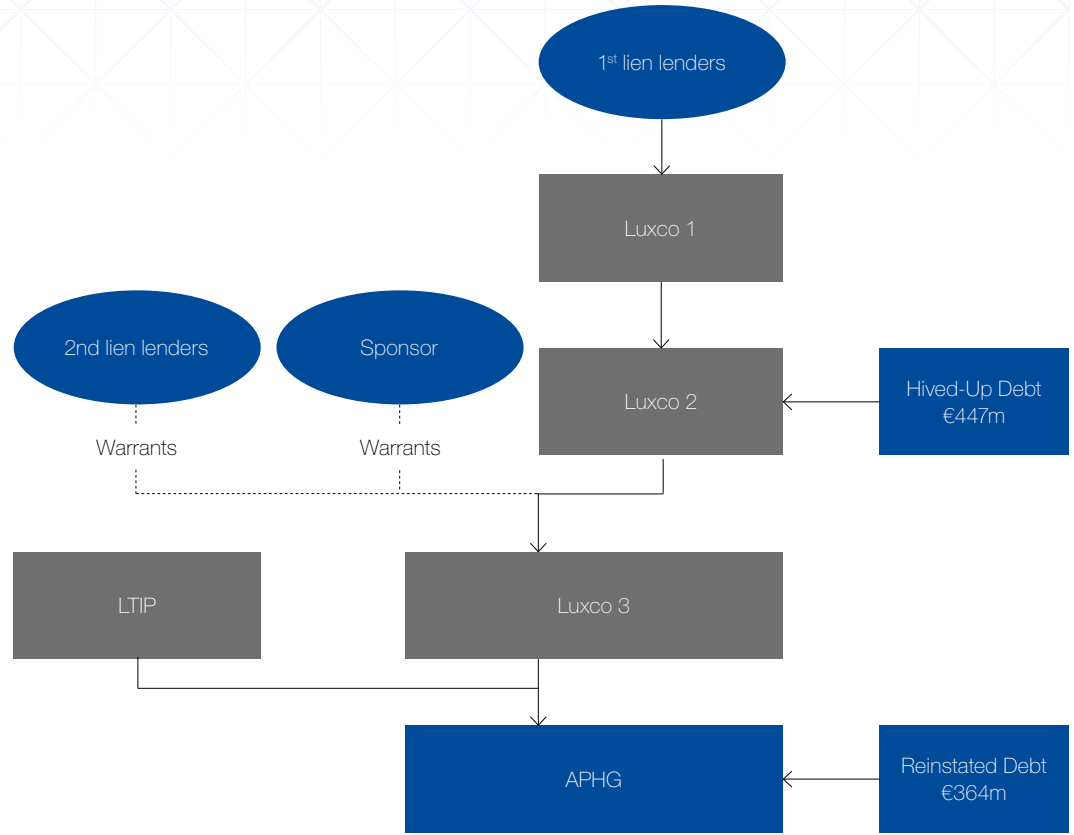 1st lien lenders
Luxco 1
2nd lien lenders
Sponsor
Luxco 2
Hived-Up Debt
€447m
Warrants
Warrants
LTIP
Luxco 3
APHG
Reinstated Debt
€364m